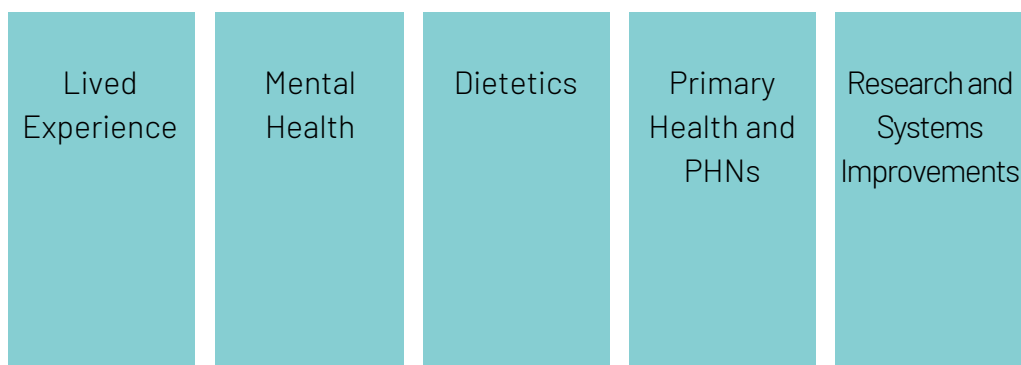 Lived
Experience
Mental
Health
Dietetics
Primary
Health and
PHNs
Research and
Systems
Improvements